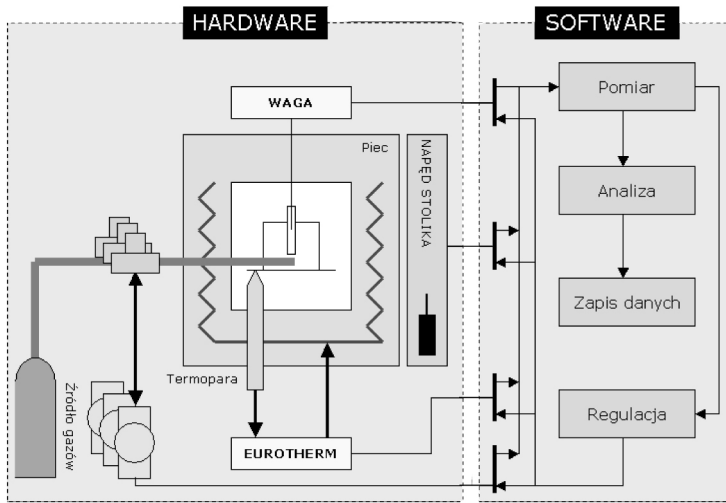 HARDWARE
SOFTWARE
WAGA
Piec
NAPĘD STOLIKA
Termopara
Źródło gazów
EUROTHERM
Pomiar
Analiza
Zapis danych
Regulacja